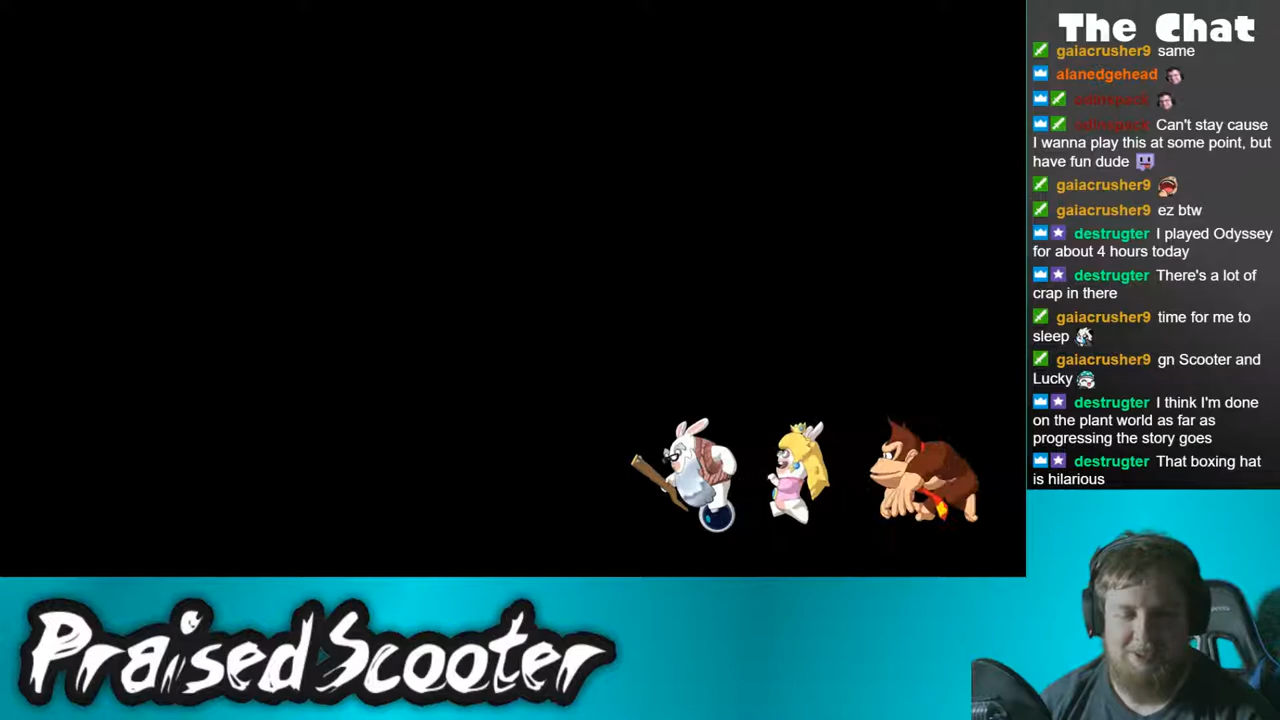 The Chat
gaiacrusher9 same
alanedgehead
Can't stay cause
I wanna play this at some point, but
have fun dude
gaiacrusher9
gaiacrusher9 ez btw
destrugter I played Odyssey
for about 4 hours today
destrugter There's a lot of
crap in there
gaiacrusher9 time for me to
sleep
gaiacrusher9 gn Scooter and
Lucky
destrugter I think I'm done
on the plant world as far as
progressing the story goes
destrugter That boxing hat
is hilarious
PraisedScooter